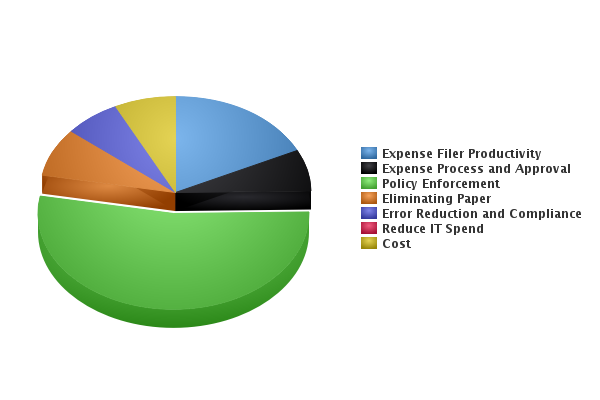 Expense Filer Productivity
Expense Process and Approval
Policy Enforcement
Eliminating Paper
Error Reduction and Compliance
Reduce IT Spend
Cost